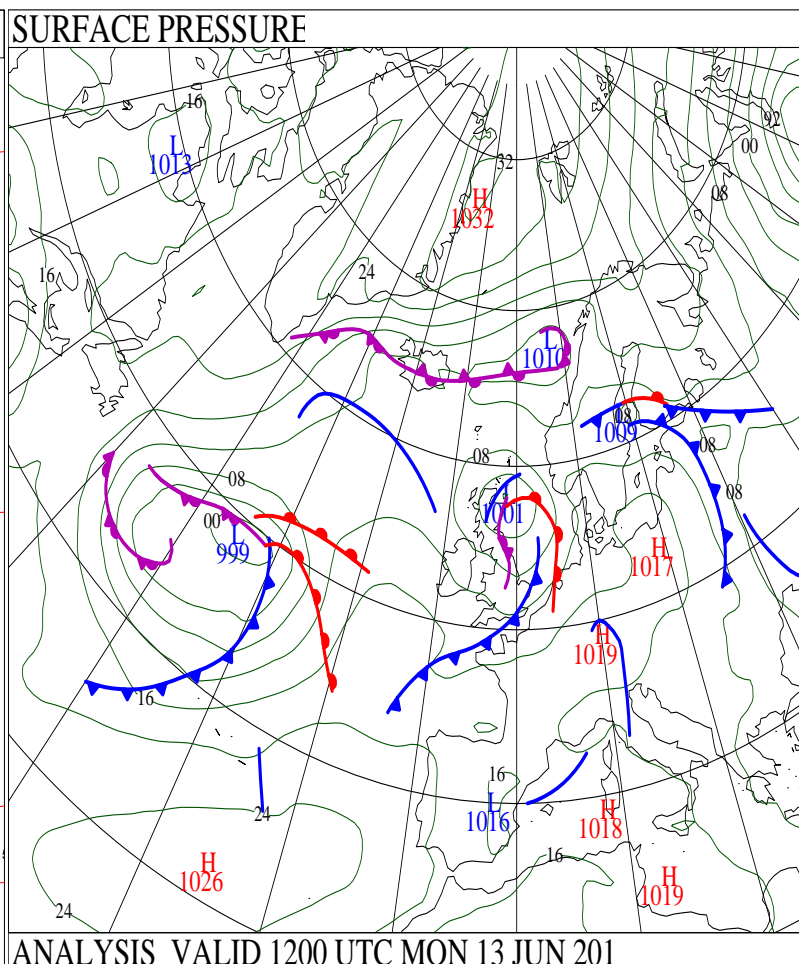 SURFACE PRESSURE
92
16
00
L
1013
32
08
H
1032
16
24
L
1010
08
1009
08
08
08
08
00
L
999
L
1001
H
1017
H
1019
16
16
L
1016
H
1018
24
16
H
1026
H
1019
24
ANALYSIS VALID 1200 UTC MON 13 JUN 201